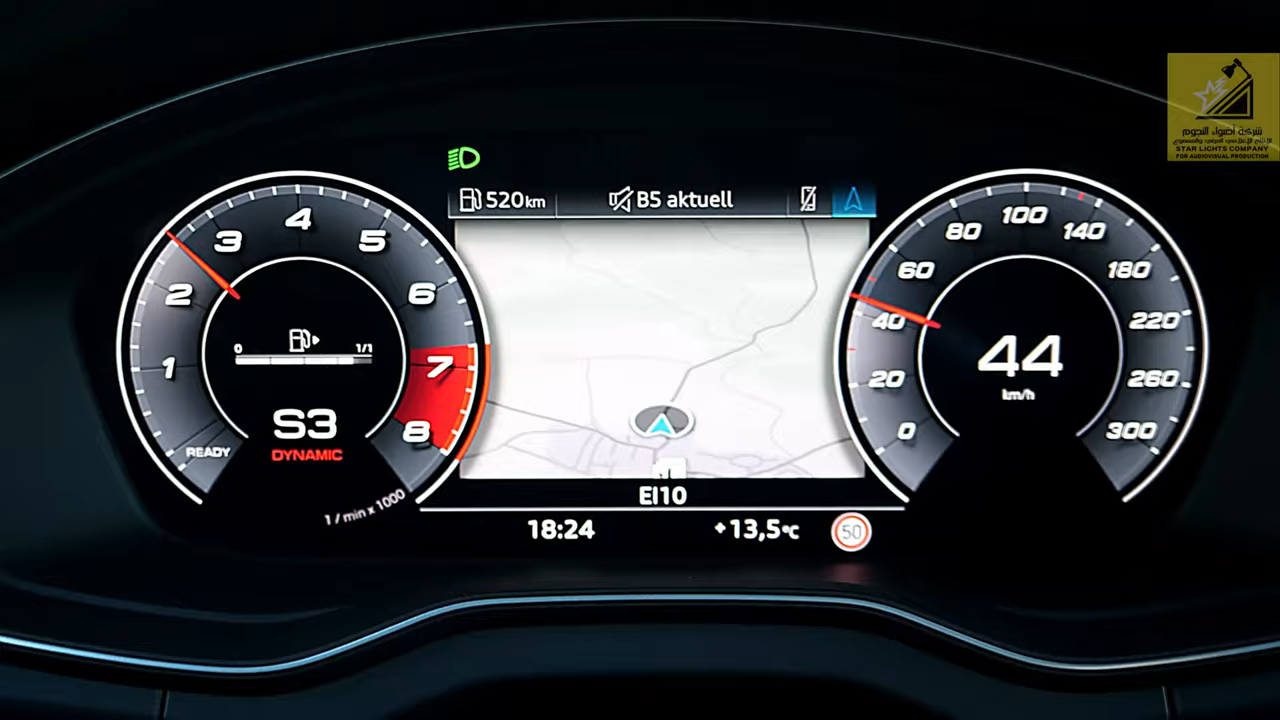 شركة أضواء النجوم
STAR LIGHTS COMPANY
FOR AUDIOVISUAL PRODUCTION
520km
B5 aktuell
1
2
3
4
5
6
7
8
READY
1 / min x 1000
0
1/1
S3
DYNAMIC
EI10
18:24
+13,5°C
50
0
20
40
60
80
100
140
180
220
260
300
44
km/h